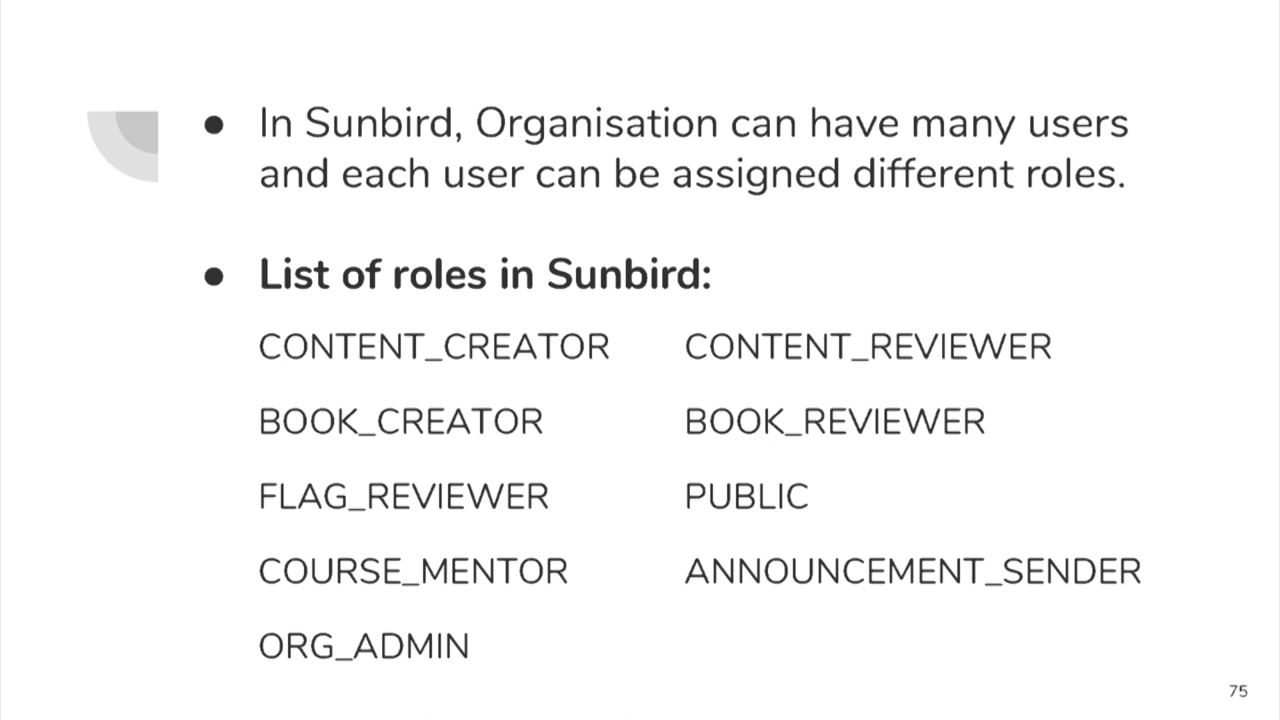 ● In Sunbird, Organisation can have many users
and each user can be assigned different roles.
● List of roles in Sunbird:
CONTENT_CREATOR CONTENT_REVIEWER
BOOK_CREATOR BOOK_REVIEWER
FLAG_REVIEWER PUBLIC
COURSE_MENTOR ANNOUNCEMENT_SENDER
ORG_ADMIN
75